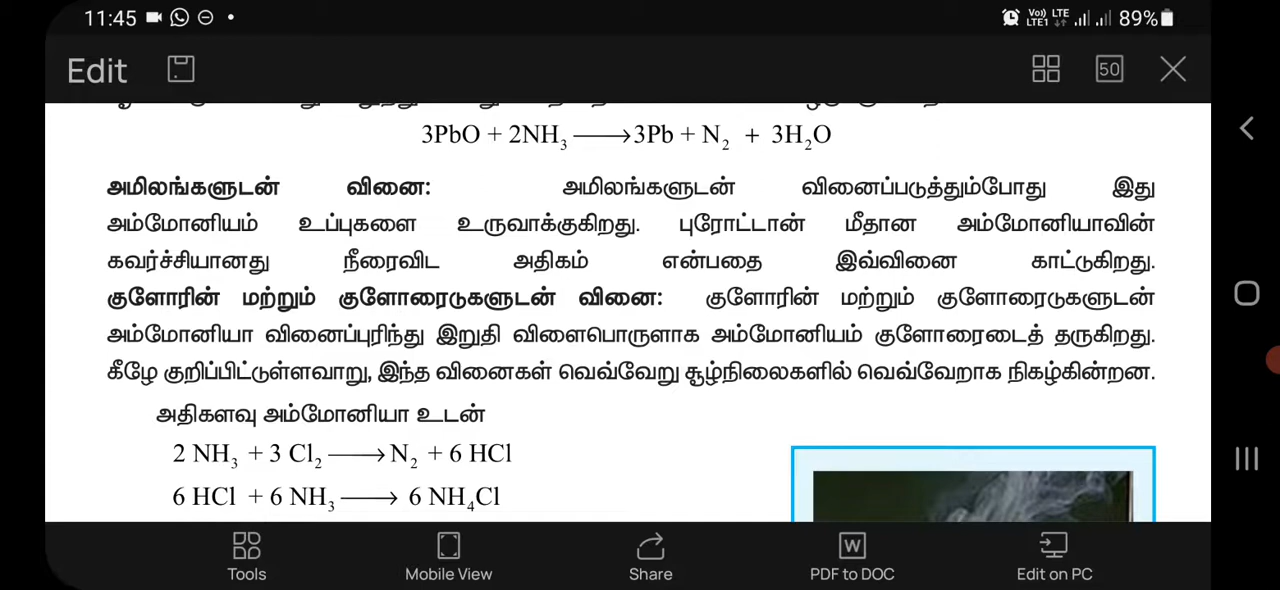 11:45
Vo)) LTE
LTE1 89%
Edit 50
3PbO + 2NH₃ ⟶ 3Pb + N₂ + 3H₂O
அமிலங்களுடன் வினை: அமிலங்களுடன் வினைப்படுத்தும்போது இது
அம்மோனியம் உப்புகளை உருவாக்குகிறது. புரோட்டான் மீதான அம்மோனியாவின்
கவர்ச்சியானது நீரைவிட அதிகம் என்பதை இவ்வினை காட்டுகிறது.
குளோரின் மற்றும் குளோரைடுகளுடன் வினை: குளோரின் மற்றும் குளோரைடுகளுடன்
அம்மோனியா வினைப்புரிந்து இறுதி விளைபொருளாக அம்மோனியம் குளோரைடைத் தருகிறது.
கீழே குறிப்பிட்டுள்ளவாறு, இந்த வினைகள் வெவ்வேறு சூழ்நிலைகளில் வெவ்வேறாக நிகழ்கின்றன.
அதிகளவு அம்மோனியா உடன்
2 NH₃ + 3 Cl₂ ⟶ N₂ + 6 HCl
6 HCl + 6 NH₃ ⟶ 6 NH₄Cl
Tools Mobile View Share PDF to DOC Edit on PC